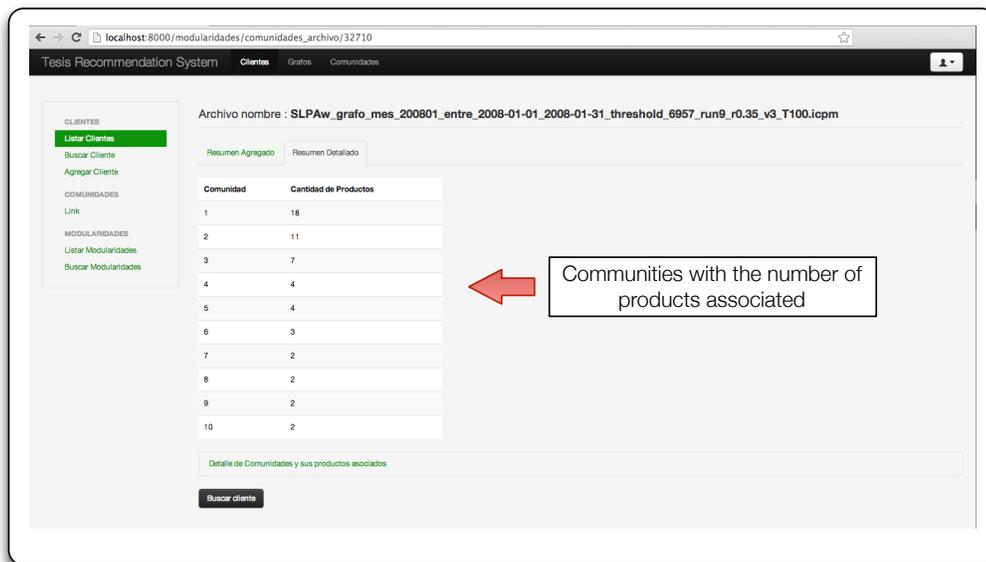 localhost:8000/modularidades/comunidades_archivo/32710
Tesis Recommendation System Clientes Grafos Comunidades
CLIENTES
Listar Clientes
Buscar Cliente
Agregar Cliente
COMUNIDADES
Link
MODULARIDADES
Listar Modularidades
Buscar Modularidades
Archivo nombre : SLPAw_grafo_mes_200801_entre_2008-01-01_2008-01-31_threshold_6957_run9_r0.35_v3_T100.icpm
Resumen Agregado Resumen Detallado
Comunidad Cantidad de Productos
1 18
2 11
3 7
4 4
5 4
6 3
7 2
8 2
9 2
10 2
Communities with the number of
products associated
Detalle de Comunidades y sus productos asociados
Buscar cliente